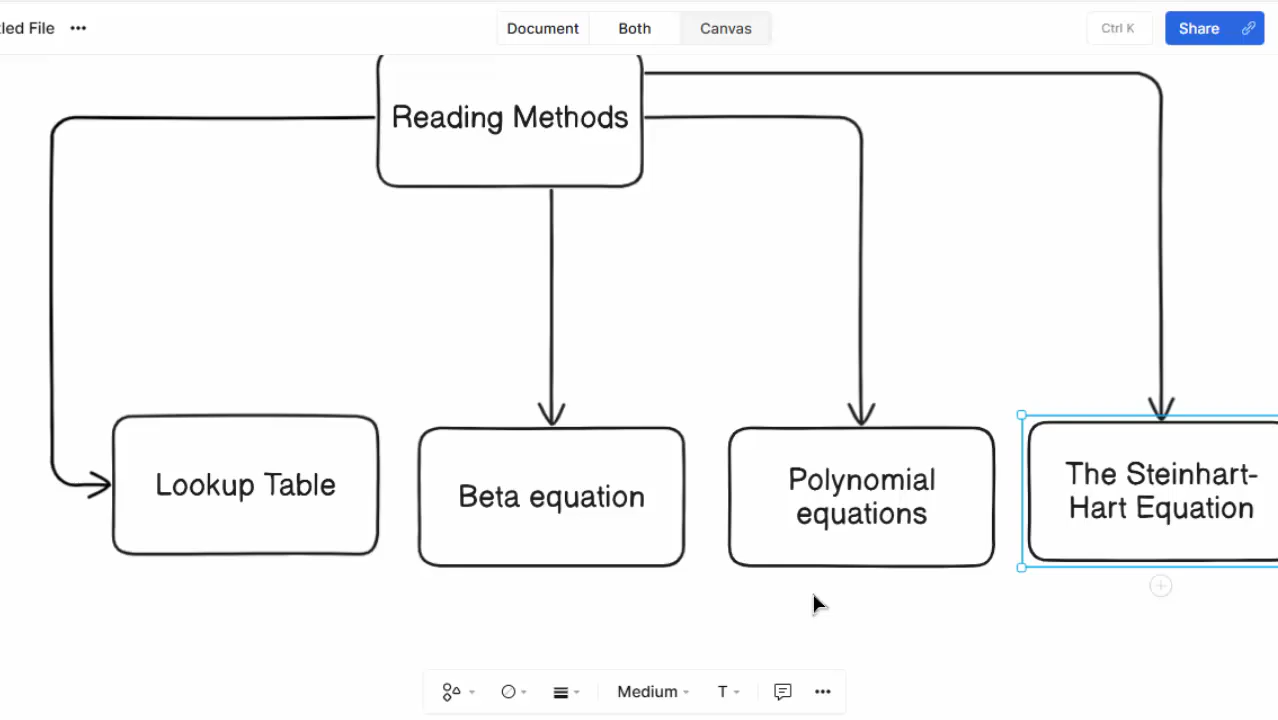 led File
Document
Both
Canvas
Ctrl K
Share
Reading Methods
Lookup Table
Beta equation
Polynomial
equations
The Steinhart-
Hart Equation
Medium
T